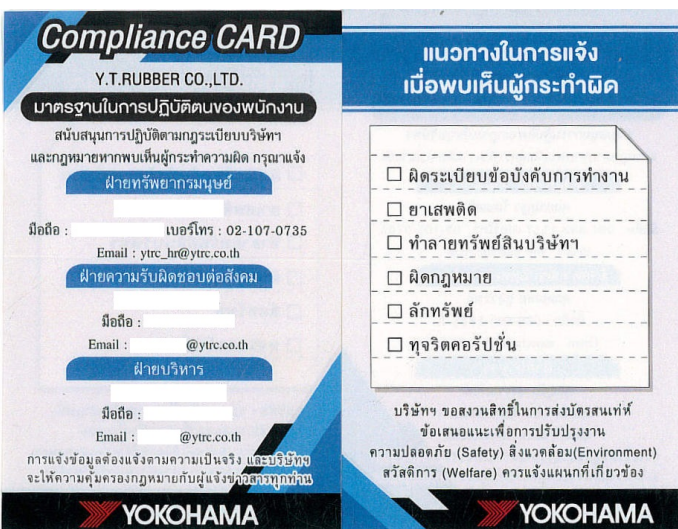 Compliance CARD
Y.T.RUBBER CO.,LTD.
มาตรฐานในการปฏิบัติตนของพนักงาน
สนับสนุนการปฏิบัติตามกฎระเบียบบริษัทฯ
และกฎหมายหากพบเห็นผู้กระทำความผิด กรุณาแจ้ง
ฝ่ายทรัพยากรมนุษย์
มือถือ : เบอร์โทร : 02-107-0735
Email : ytrc_hr@ytrc.co.th
ฝ่ายความรับผิดชอบต่อสังคม
มือถือ :
Email : @ytrc.co.th
ฝ่ายบริหาร
มือถือ :
Email : @ytrc.co.th
การแจ้งข้อมูลต้องแจ้งตามความเป็นจริง และบริษัทฯ
จะให้ความคุ้มครองกฎหมายกับผู้แจ้งข่าวสารทุกท่าน
YOKOHAMA
แนวทางในการแจ้ง
เมื่อพบเห็นผู้กระทำผิด
ผิดระเบียบข้อบังคับการทำงาน
ยาเสพติด
ทำลายทรัพย์สินบริษัทฯ
ผิดกฎหมาย
ลักทรัพย์
ทุจริตคอรัปชั่น
บริษัทฯ ขอสงวนสิทธิ์ในการส่งบัตรสนเท่ห์
ข้อเสนอแนะเพื่อการปรับปรุงงาน
ความปลอดภัย (Safety) สิ่งแวดล้อม(Environment)
สวัสดิการ (Welfare) ควรแจ้งแผนกที่เกี่ยวข้อง
YOKOHAMA